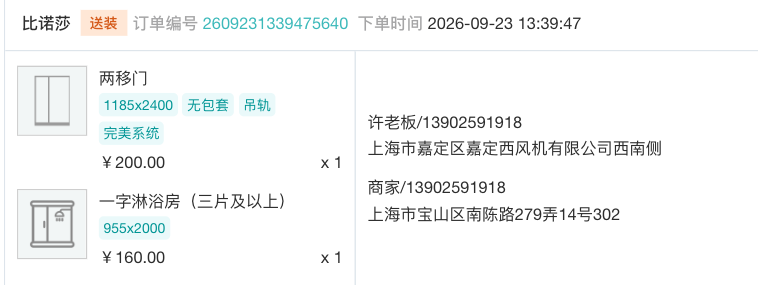 比诺莎 送装 订单编号 2609231339475640 下单时间 2026-09-23 13:39:47
两移门
1185x2400 无包套 吊轨
完美系统
￥200.00 x 1
一字淋浴房（三片及以上）
955x2000
￥160.00 x 1
许老板/13902591918
上海市嘉定区嘉定西风机有限公司西南侧
商家/13902591918
上海市宝山区南陈路279弄14号302